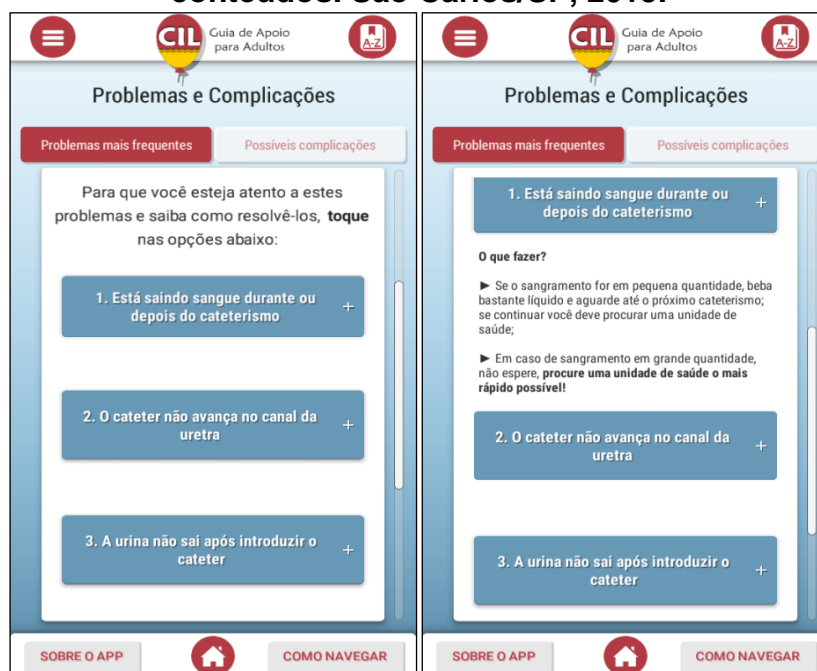 conteúdos. São Carlos/SP,
CIL
Guia de Apoio
para Adultos
A-Z
Problemas e Complicações
Problemas mais frequentes
Possíveis complicações
Para que você esteja atento a estes
problemas e saiba como resolvê-los, toque
nas opções abaixo:
1. Está saindo sangue durante ou
depois do cateterismo
+
2. O cateter não avança no canal da
uretra
+
3. A urina não sai após introduzir o
cateter
+
SOBRE O APP
COMO NAVEGAR
CIL
Guia de Apoio
para Adultos
A-Z
Problemas e Complicações
Problemas mais frequentes
Possíveis complicações
1. Está saindo sangue durante ou
depois do cateterismo
+
O que fazer?
► Se o sangramento for em pequena quantidade, beba
bastante líquido e aguarde até o próximo cateterismo;
se continuar você deve procurar uma unidade de
saúde;
► Em caso de sangramento em grande quantidade,
não espere, procure uma unidade de saúde o mais
rápido possível!
2. O cateter não avança no canal da
uretra
+
3. A urina não sai após introduzir o
cateter
+
SOBRE O APP
COMO NAVEGAR